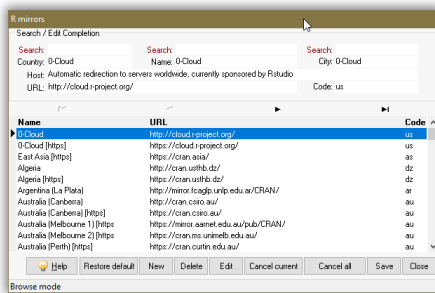 R mirrors
Search / Edit Completion
Search: Search: Search:
Country: 0-Cloud Name: 0-Cloud City: 0-Cloud
Host: Automatic redirection to servers worldwide, currently sponsored by Rstudio
URL: http://cloud.r-project.org/ Code: us
Name URL Code
0-Cloud http://cloud.r-project.org/ us
0-Cloud [https] https://cloud.r-project.org/ us
East Asia [https] https://cran.asia/ as
Algeria http://cran.usthb.dz/ dz
Algeria [https] https://cran.usthb.dz/ dz
Argentina (La Plata) http://mirror.fcaglp.unlp.edu.ar/CRAN/ ar
Australia (Canberra) http://cran.csiro.au/ au
Australia (Canberra) [https] https://cran.csiro.au/ au
Australia (Melbourne 1) [https https://mirror.aarnet.edu.au/pub/CRAN/ au
Australia (Melbourne 2) [https https://cran.ms.unimelb.edu.au/ au
Australia (Perth) [https] https://cran.curtin.edu.au/ au
Help Restore default New Delete Edit Cancel current Cancel all Save Close
Browse mode